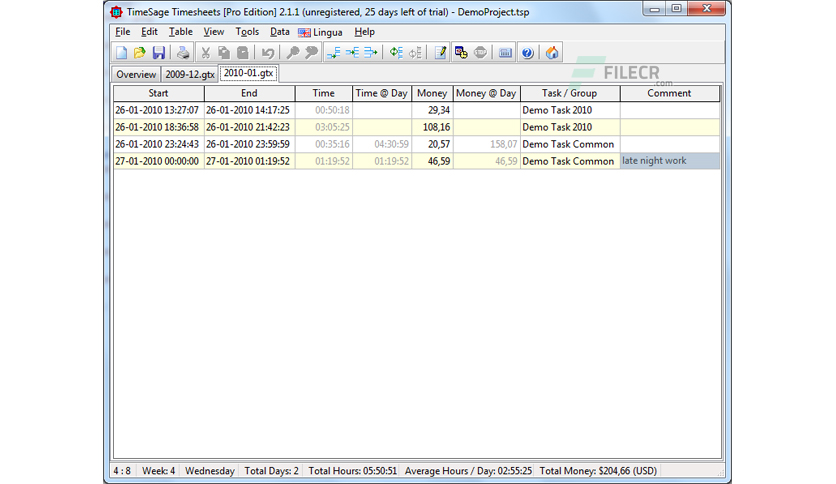 TimeSage Timesheets [Pro Edition] 2.1.1 (unregistered, 25 days left of trial) - DemoProject.tsp
File Edit Table View Tools Data Lingua Help
FILECR
.com
Overview 2009-12.gtx 2010-01.gtx
Start End Time Time @ Day Money Money @ Day Task / Group Comment
26-01-2010 13:27:07 26-01-2010 14:17:25 00:50:18 29,34 Demo Task 2010
26-01-2010 18:36:58 26-01-2010 21:42:23 03:05:25 108,16 Demo Task 2010
26-01-2010 23:24:43 26-01-2010 23:59:59 00:35:16 04:30:59 20,57 158,07 Demo Task Common
27-01-2010 00:00:00 27-01-2010 01:19:52 01:19:52 01:19:52 46,59 46,59 Demo Task Common late night work
4 : 8 Week: 4 Wednesday Total Days: 2 Total Hours: 05:50:51 Average Hours / Day: 02:55:25 Total Money: $204,66 (USD)